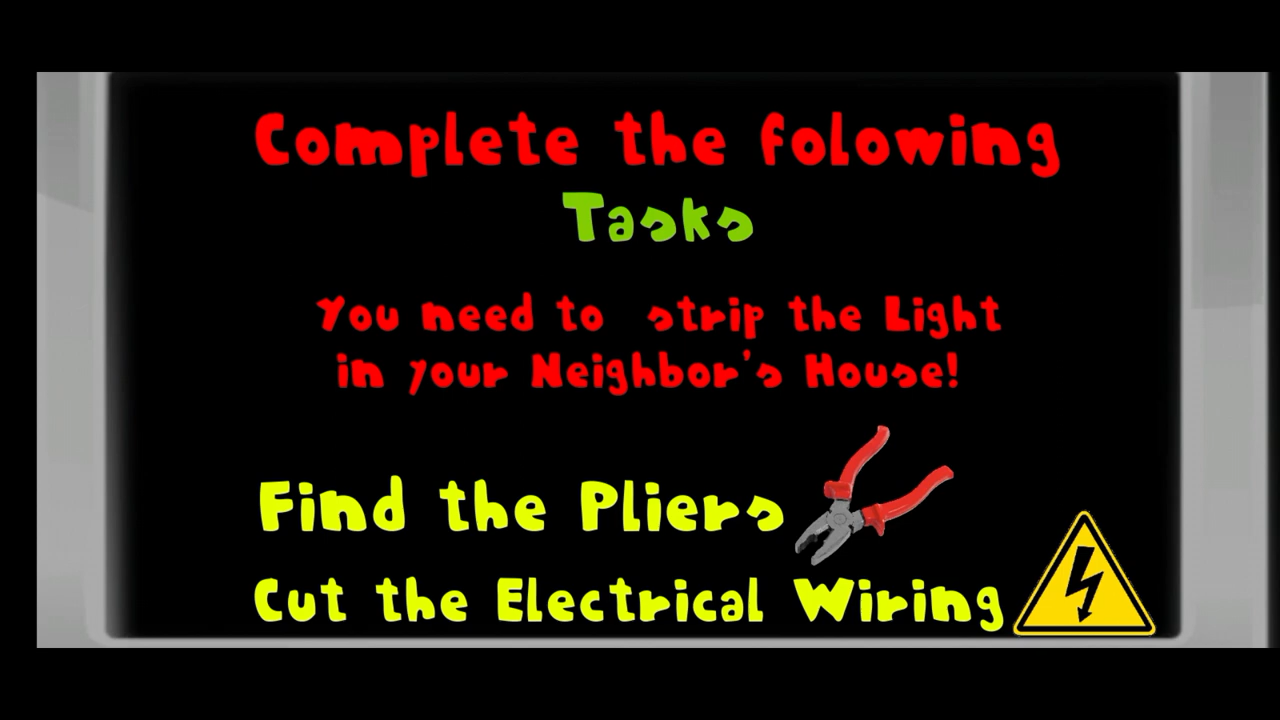 Complete the folowing
Tasks
You need to strip the Light
in your Neighbor's House!
Find the Pliers
Cut the Electrical Wiring